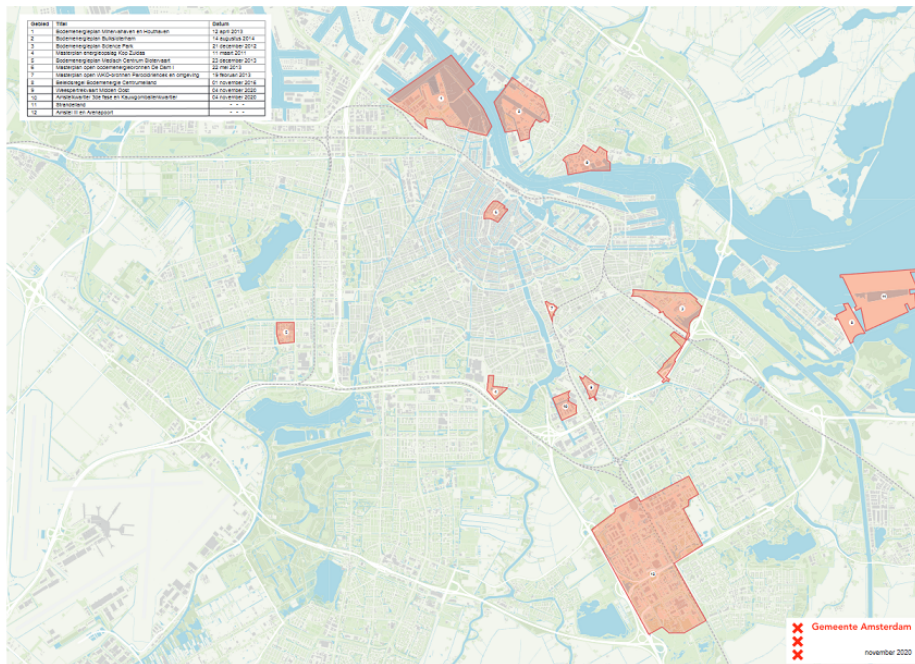 Gebied Titel Datum
1 Bodemenergieplan Minervahaven en Houthaven 12 april 2013
2 Bodemenergieplan Buiksloterham 14 augustus 2014
3 Bodemenergieplan Science Park 21 december 2012
4 Masterplan energieopslag Kop Zuidas 11 maart 2011
5 Bodemenergieplan Medisch Centrum Slotervaart 23 december 2013
6 Masterplan open bodemenergiebronnen De Dam I 22 mei 2013
7 Masterplan open WKO-bronnen Parooldriehoek en omgeving 19 februari 2013
8 Beleidsregel Bodemenergie Centrumeiland 01 november 2016
9 Weespertrekvaart Midden Oost 04 november 2020
10 Amstelkwartier 3de fase en Kauwgomballenkwartier 04 november 2020
11 Strandeiland - - -
12 Amstel III en Arenapoort - - -
Gemeente Amsterdam
november 2020